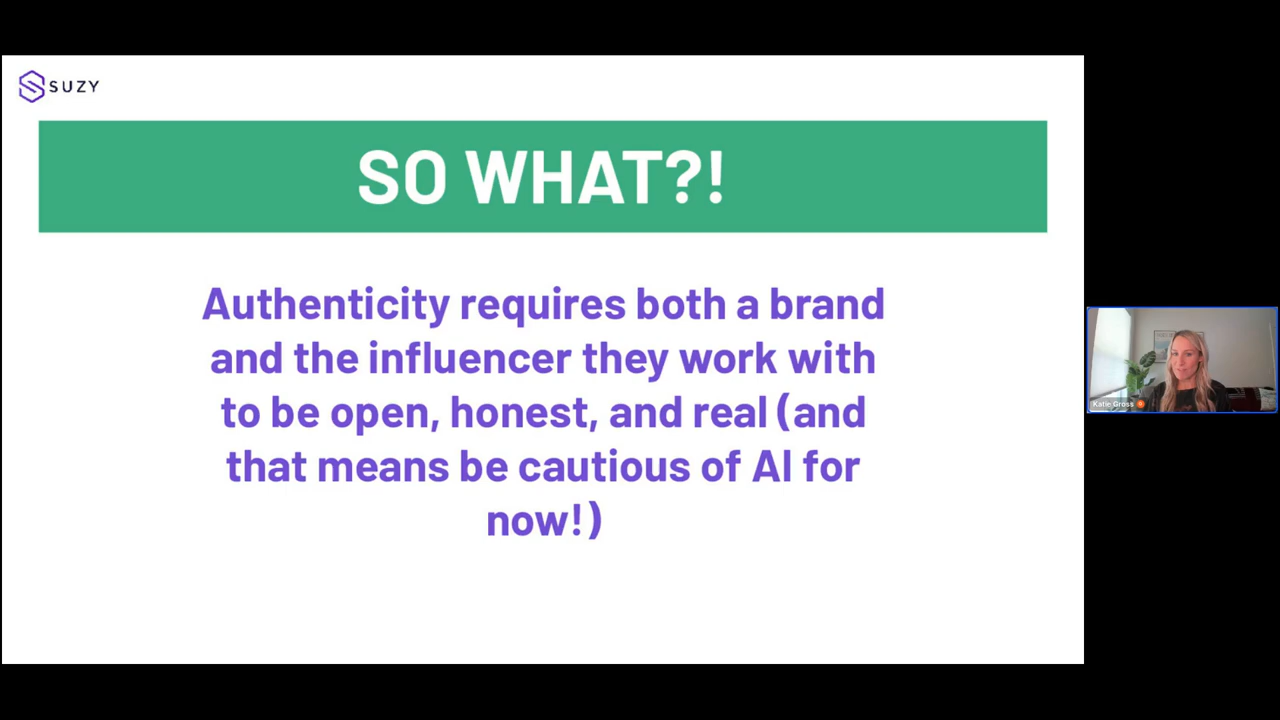 SUZY
SO WHAT?!
Authenticity requires both a brand
and the influencer they work with
to be open, honest, and real (and
that means be cautious of AI for
now!)
Katie Gross